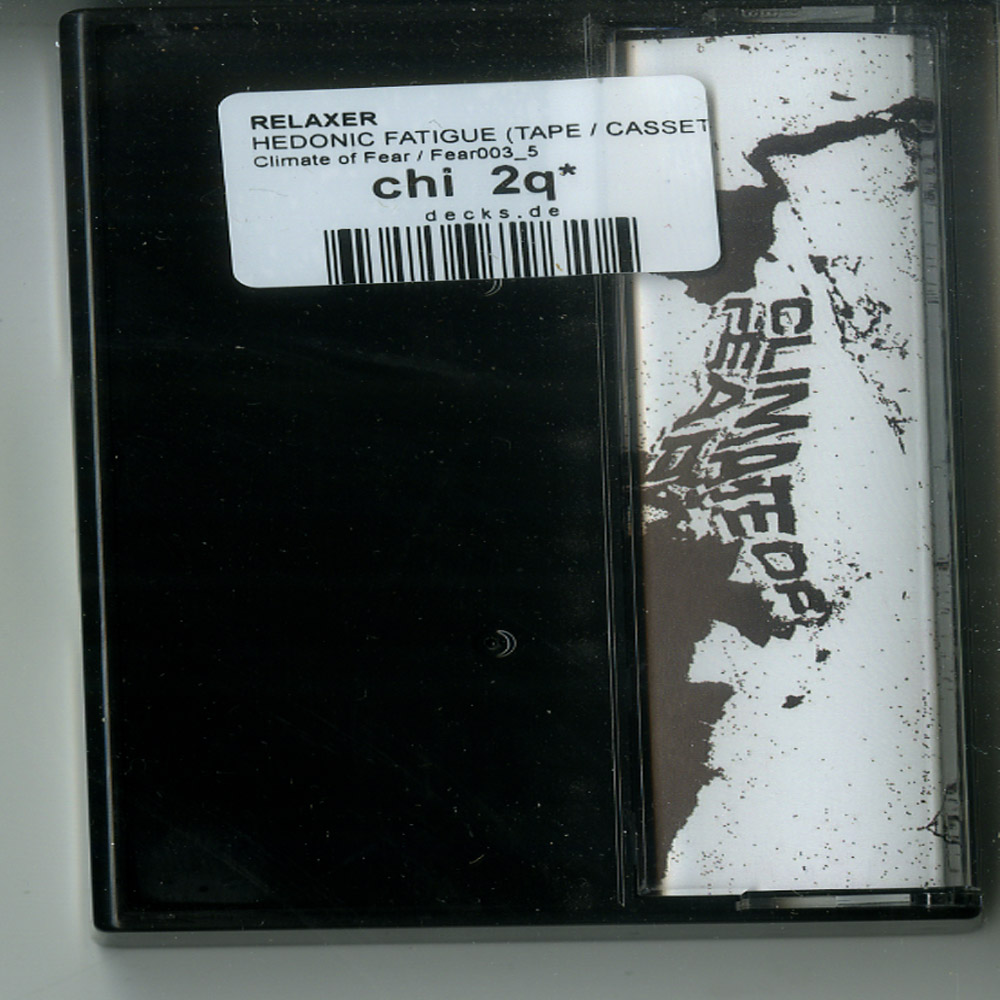 RELAXER
HEDONIC FATIGUE (TAPE / CASSET
Climate of Fear / Fear003_5
chi 2q*
decks.de
CLIMATE OF
FEAR